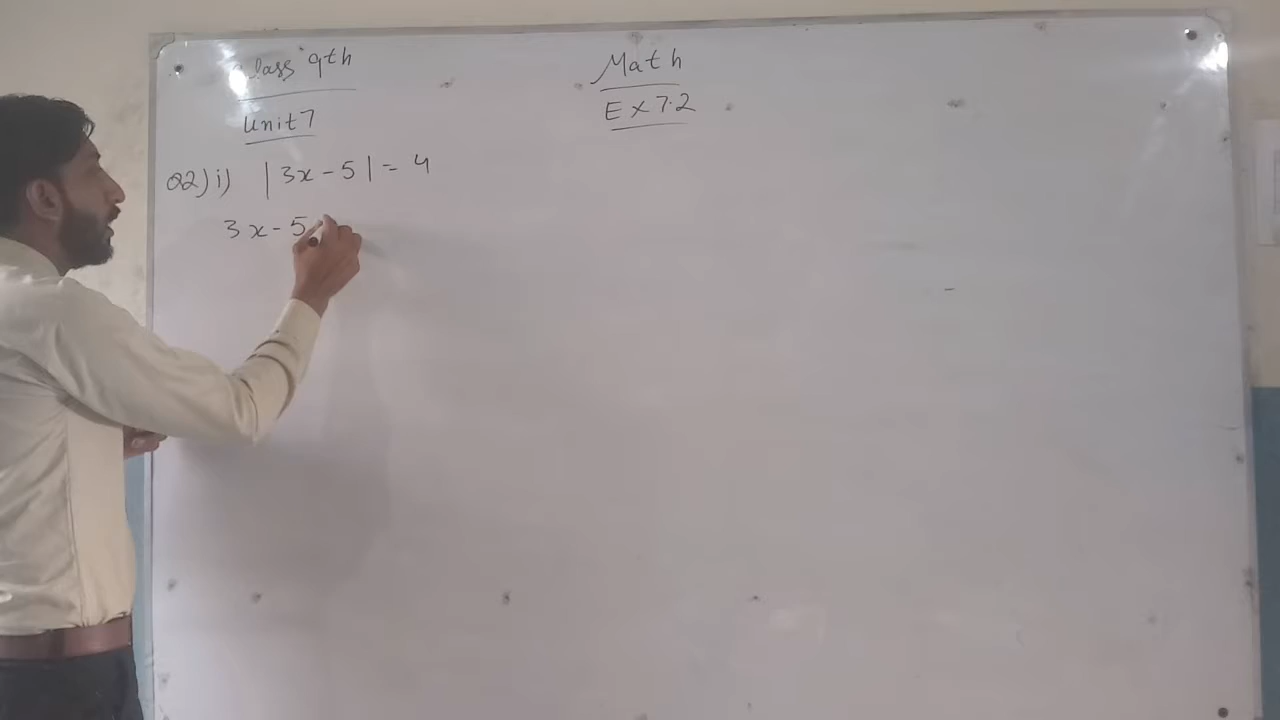 Class 9th
Math
Unit 7
Ex 7.2
Q2) i) |3x - 5| = 4
3x - 5